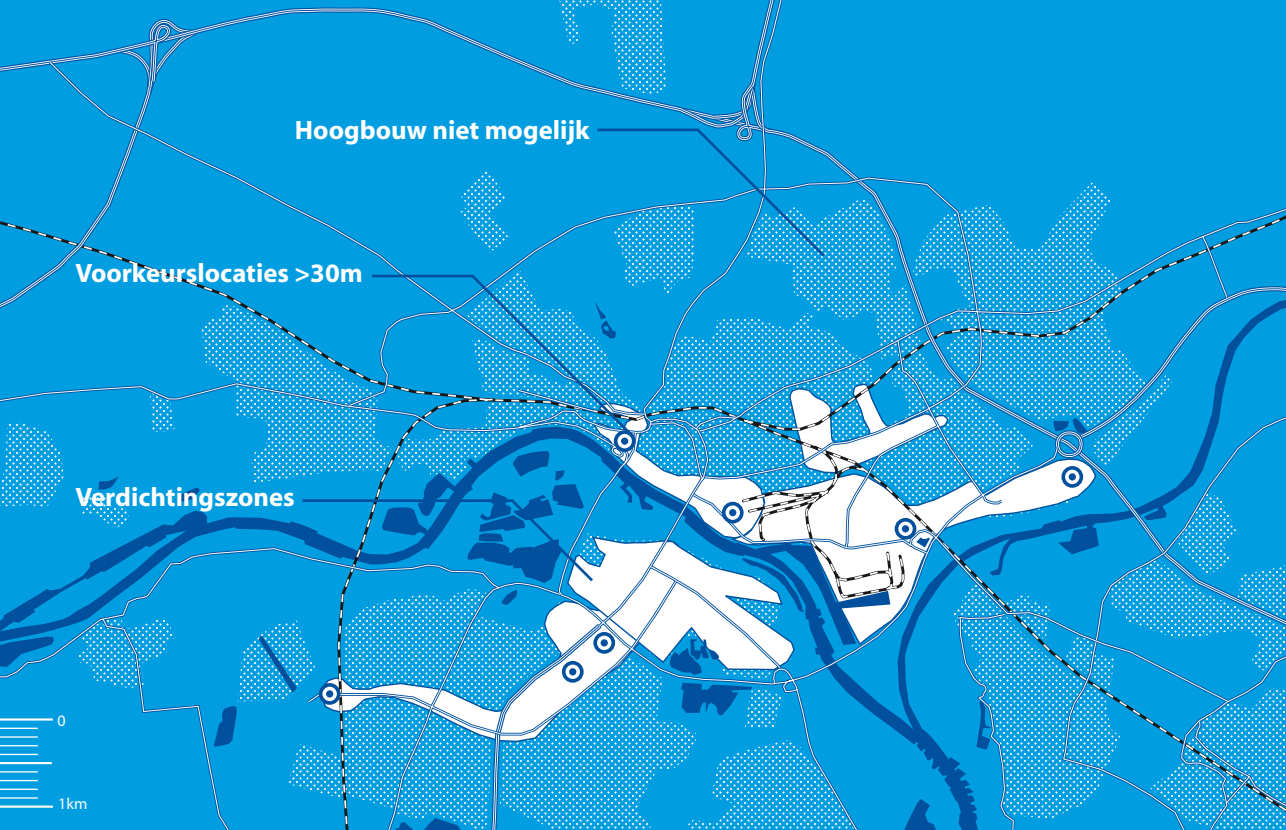 Hoogbouw niet mogelijk
Voorkeurslocaties >30m
Verdichtingszones
0
1km